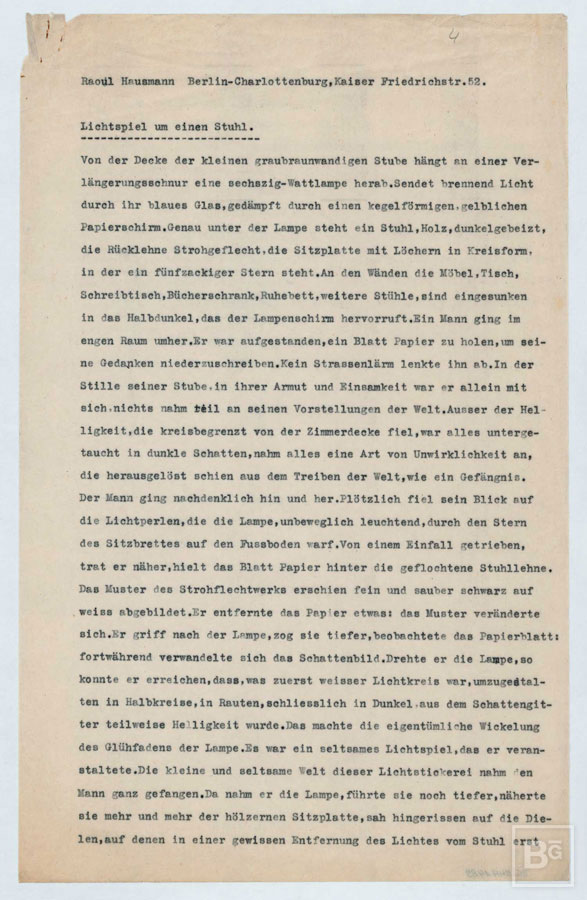 4
Raoul Hausmann Berlin-Charlottenburg,Kaiser Friedrichstr.52.
Lichtspiel um einen Stuhl.
Von der Decke der kleinen graubraunwandigen Stube hängt an einer Ver-
längerungsschnur eine sechszig-Wattlampe herab.Sendet brennend Licht
durch ihr blaues Glas,gedämpft durch einen kegelförmigen,gelblichen
Papierschirm.Genau unter der Lampe steht ein Stuhl,Holz,dunkelgebeizt,
die Rücklehne Strohgeflecht,die Sitzplatte mit Löchern in Kreisform,
in der ein fünfzackiger Stern steht.An den Wänden die Möbel,Tisch,
Schreibtisch,Bücherschrank,Ruhebett,weitere Stühle,sind eingesunken
in das Halbdunkel,das der Lampenschirm hervorruft.Ein Mann ging im
engen Raum umher.Er war aufgestanden,ein Blatt Papier zu holen,um sei-
ne Gedanken niederzuschreiben.Kein Strassenlärm lenkte ihn ab.In der
Stille seiner Stube,in ihrer Armut und Einsamkeit war er allein mit
sich,nichts nahm teil an seinen Vorstellungen der Welt.Ausser der Hel-
ligkeit,die kreisbegrenzt von der Zimmerdecke fiel,war alles unterge-
taucht in dunkle Schatten,nahm alles eine Art von Unwirklichkeit an,
die herausgelöst schien aus dem Treiben der Welt,wie ein Gefängnis.
Der Mann ging nachdenklich hin und her.Plötzlich fiel sein Blick auf
die Lichtperlen,die die Lampe,unbeweglich leuchtend,durch den Stern
des Sitzbrettes auf den Fussboden warf.Von einem Einfall getrieben,
trat er näher,hielt das Blatt Papier hinter die geflochtene Stuhllehne.
Das Muster des Strohflechtwerks erschien fein und sauber schwarz auf
weiss abgebildet.Er entfernte das Papier etwas: das Muster veränderte
sich.Er griff nach der Lampe,zog sie tiefer,beobachtete das Papierblatt:
fortwährend verwandelte sich das Schattenbild.Drehte er die Lampe,so
konnte er erreichen,dass,was zuerst weisser Lichtkreis war,umzugestal-
ten in Halbkreise,in Rauten,schliesslich in Dunkel,aus dem Schattengit-
ter teilweise Helligkeit wurde.Das machte die eigentümliche Wickelung
des Glühfadens der Lampe.Es war ein seltsames Lichtspiel,das er veran-
staltete.Die kleine und seltsame Welt dieser Lichtstickerei nahm den
Mann ganz gefangen.Da nahm er die Lampe,führte sie noch tiefer,näherte
sie mehr und mehr der hölzernen Sitzplatte,sah hingerissen auf die Die-
len,auf denen in einer gewissen Entfernung des Lichtes vom Stuhl erst
BG